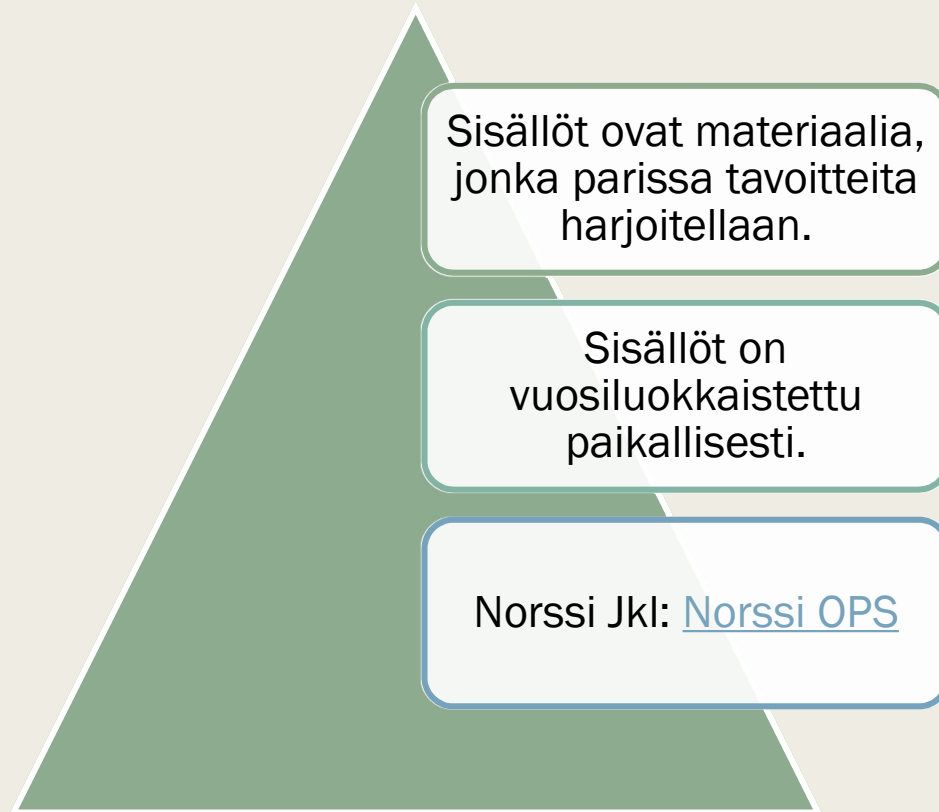 Sisällöt ovat materiaalia,
jonka parissa tavoitteita
harjoitellaan.
Sisällöt on
vuosiluokkaistettu
paikallisesti.
Norssi Jkl: Norssi OPS